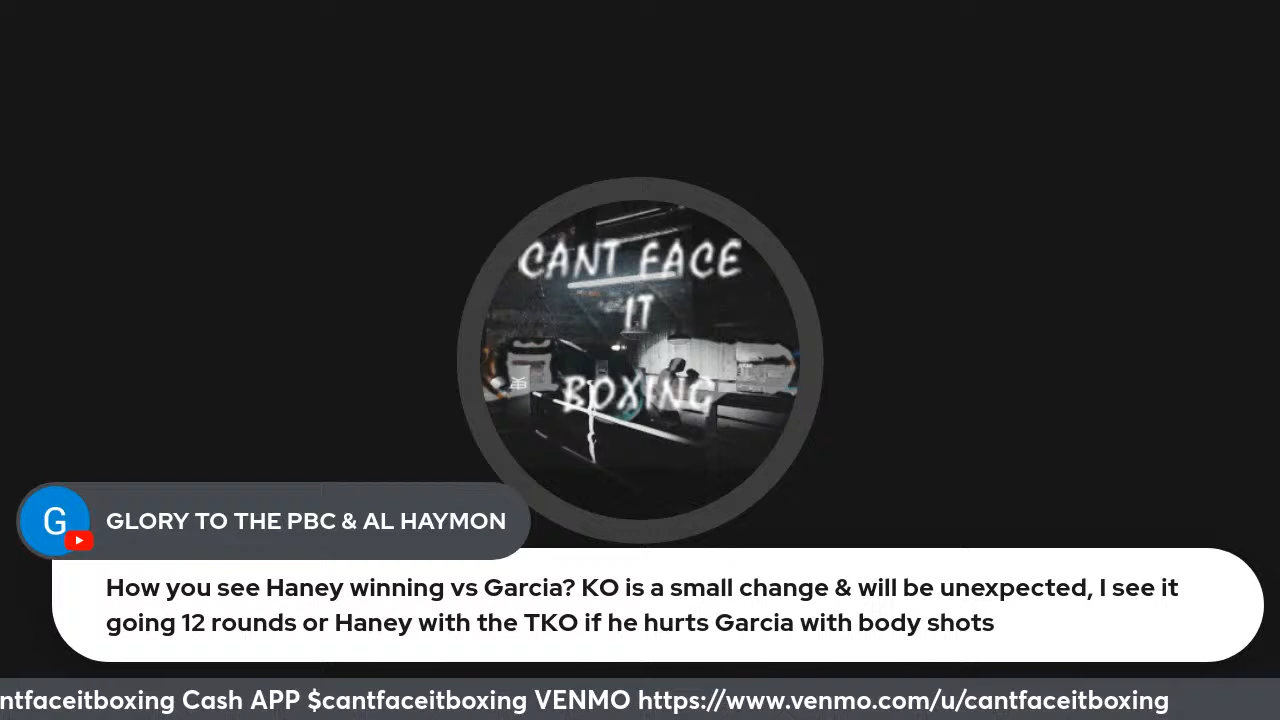 CANT FACE
IT
BOXING
G
GLORY TO THE PBC & AL HAYMON
How you see Haney winning vs Garcia? KO is a small change & will be unexpected, I see it
going 12 rounds or Haney with the TKO if he hurts Garcia with body shots
ntfaceitboxing Cash APP $cantfaceitboxing VENMO https://www.venmo.com/u/cantfaceitboxing